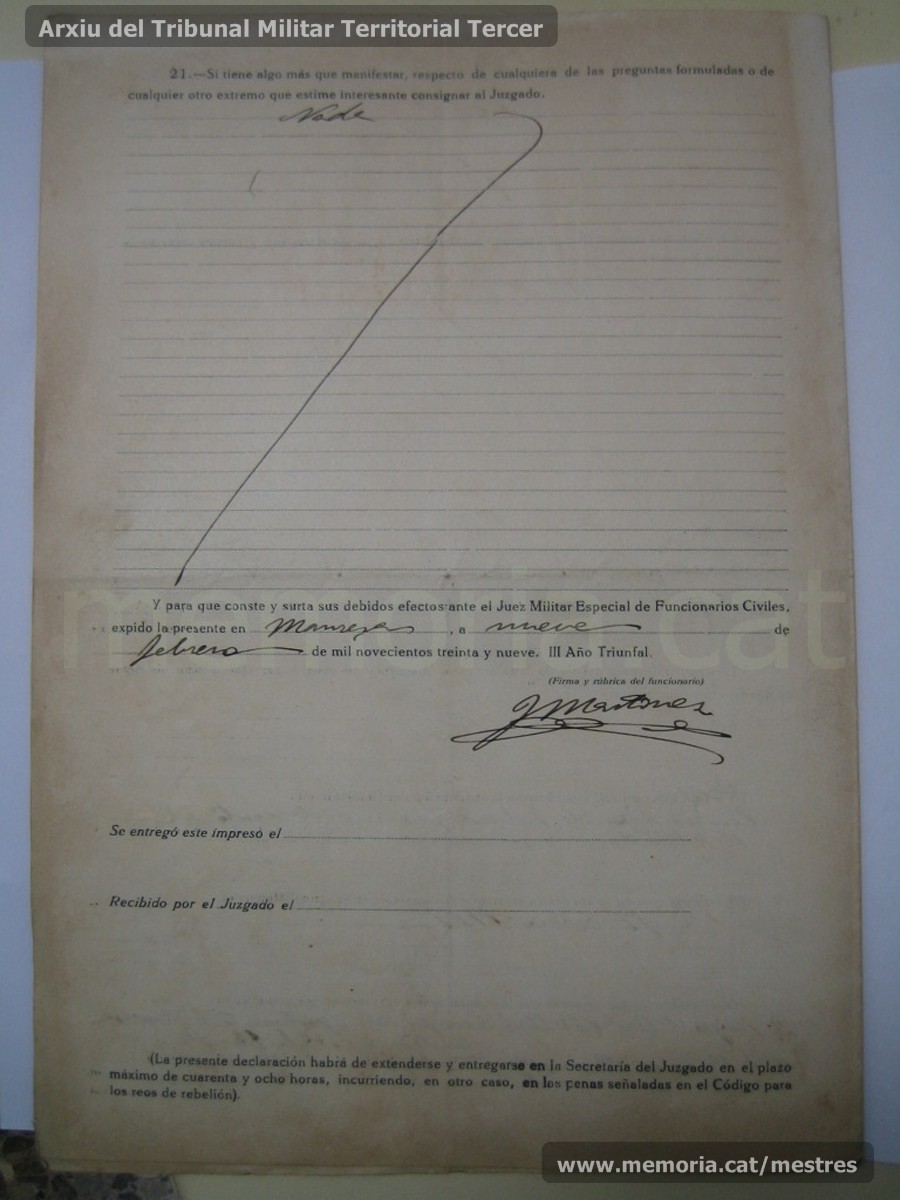 Arxiu del Tribunal Militar Territorial Tercer
21.—Si tiene algo más que manifestar, respecto de cualquiera de las preguntas formuladas o de
cualquier otro extremo que estime interesante consignar al Juzgado.
Nada
memoria.cat
Y para que conste y surta sus debidos efectos ante el Juez Militar Especial de Funcionarios Civiles,
expido la presente en Manresa, a nueve de
febrero de mil novecientos treinta y nueve. III Año Triunfal.
(Firma y rúbrica del funcionario)
J Martinez
Se entregó este impreso el
Recibido por el Juzgado el
(La presente declaración habrá de extenderse y entregarse en la Secretaría del Juzgado en el plazo
máximo de cuarenta y ocho horas, incurriendo, en otro caso, en las penas señaladas en el Código para
los reos de rebelión).
www.memoria.cat/mestres